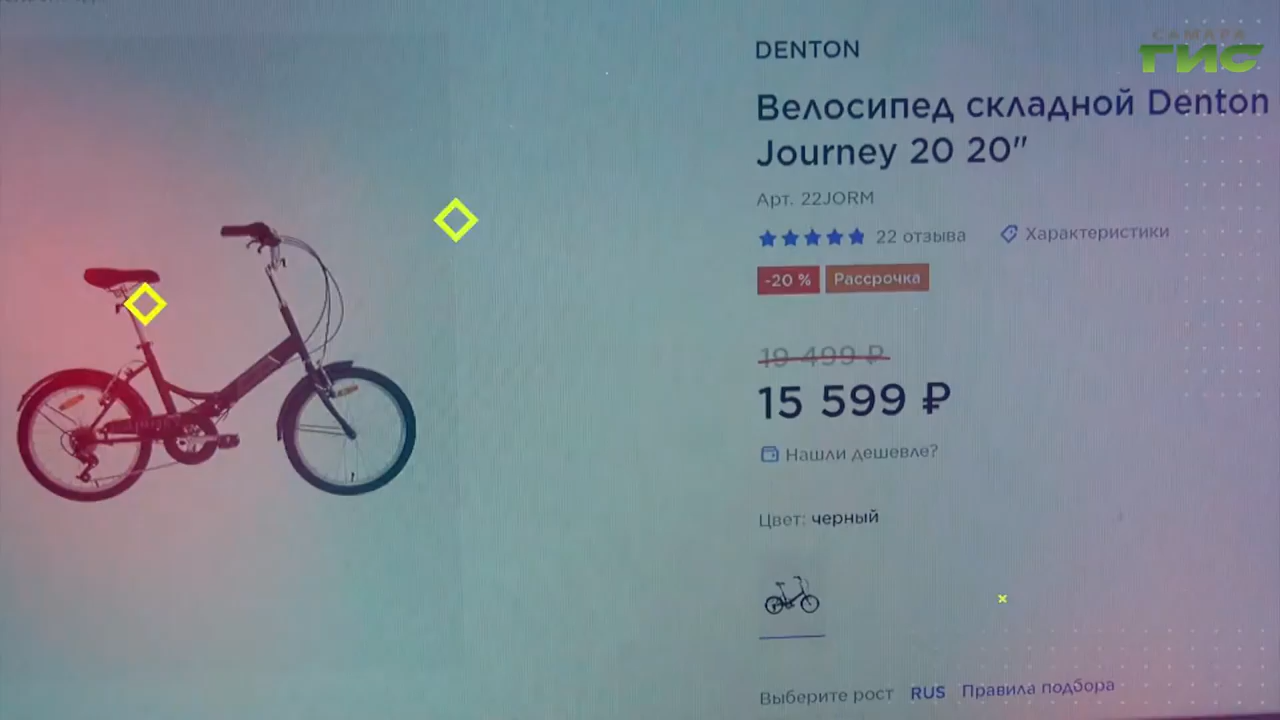 САМАРА
ГИС
DENTON
Велосипед складной Denton
Journey 20 20"
Арт. 22JORM
22 отзыва
Характеристики
-20 %
Рассрочка
19 499 ₽
15 599 ₽
Нашли дешевле?
Цвет: черный
Выберите рост RUS Правила подбора